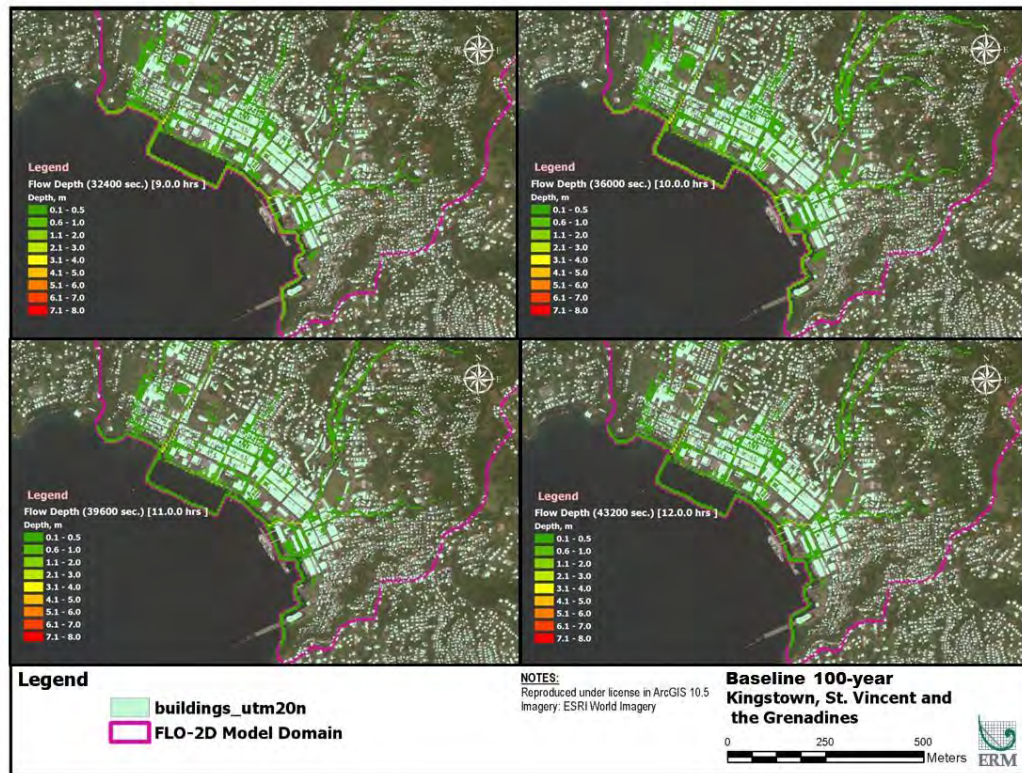 Legend
Flow Depth (32400 sec.) [9.0.0 hrs ]
Depth, m
0.1 - 0.5
0.6 - 1.0
1.1 - 2.0
2.1 - 3.0
3.1 - 4.0
4.1 - 5.0
5.1 - 6.0
6.1 - 7.0
7.1 - 8.0
N
W E
S
Legend
Flow Depth (36000 sec.) [10.0.0 hrs ]
Depth, m
0.1 - 0.5
0.6 - 1.0
1.1 - 2.0
2.1 - 3.0
3.1 - 4.0
4.1 - 5.0
5.1 - 6.0
6.1 - 7.0
7.1 - 8.0
N
W E
S
Legend
Flow Depth (39600 sec.) [11.0.0 hrs ]
Depth, m
0.1 - 0.5
0.6 - 1.0
1.1 - 2.0
2.1 - 3.0
3.1 - 4.0
4.1 - 5.0
5.1 - 6.0
6.1 - 7.0
7.1 - 8.0
N
W E
S
Legend
Flow Depth (43200 sec.) [12.0.0 hrs ]
Depth, m
0.1 - 0.5
0.6 - 1.0
1.1 - 2.0
2.1 - 3.0
3.1 - 4.0
4.1 - 5.0
5.1 - 6.0
6.1 - 7.0
7.1 - 8.0
N
W E
S
Legend
buildings_utm20n
FLO-2D Model Domain
NOTES:
Reproduced under license in ArcGIS 10.5
Imagery: ESRI World Imagery
Baseline 100-year
Kingstown, St. Vincent and
the Grenadines
0 250 500
Meters
ERM